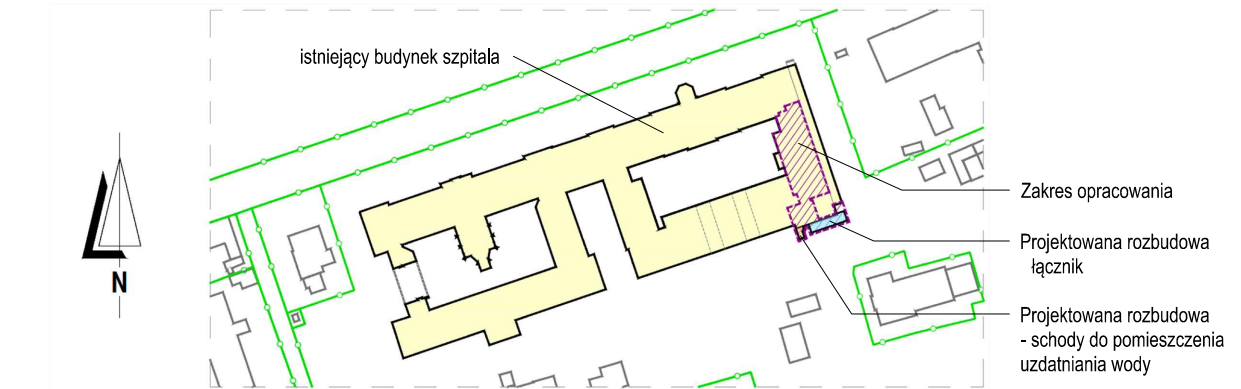 istniejący budynek szpitala
Zakres opracowania
Projektowana rozbudowa
łącznik
Projektowana rozbudowa
- schody do pomieszczenia
uzdatniania wody
N